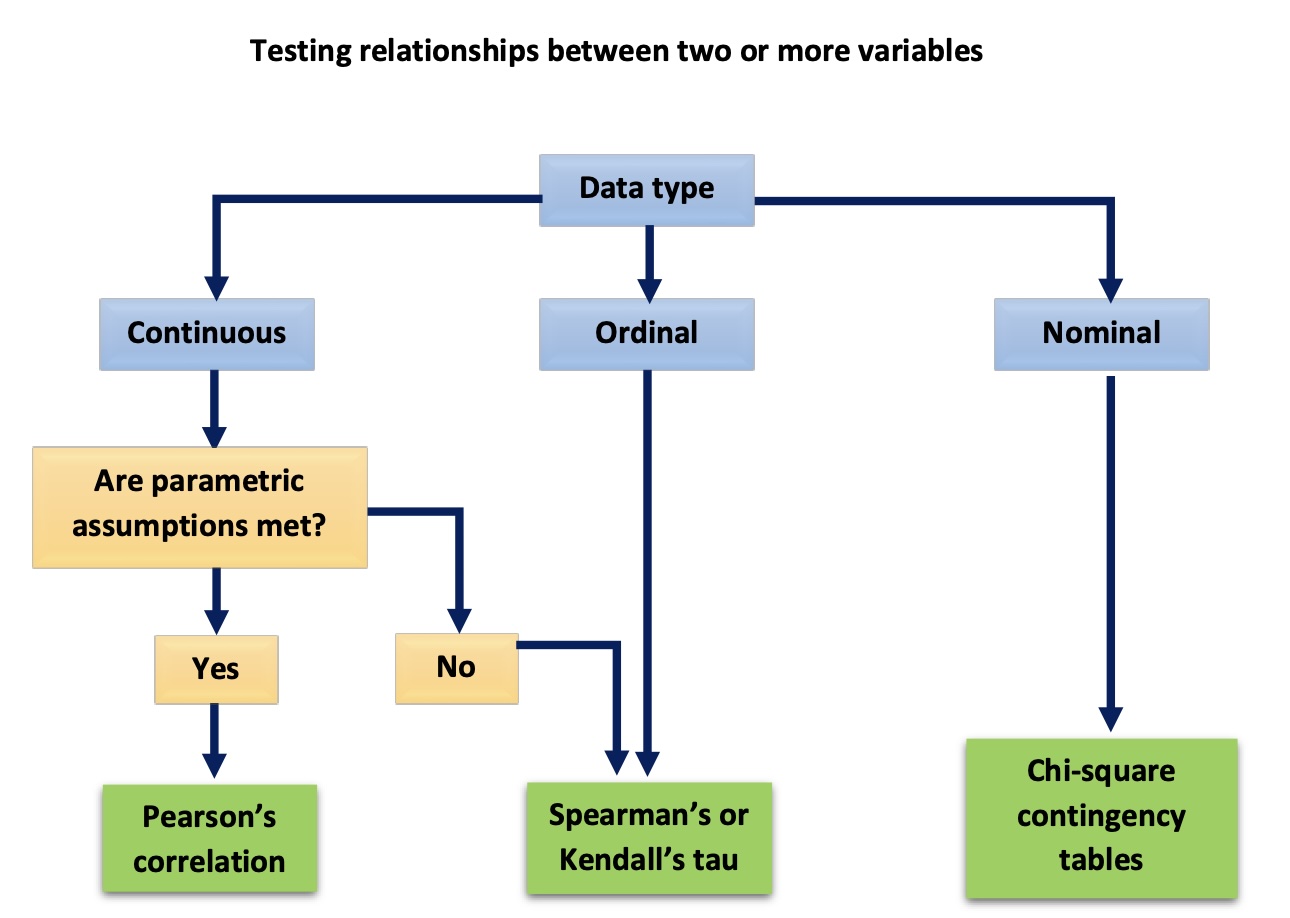 Testing relationships between two or more variables
Data type
Continuous
Ordinal
Nominal
Are parametric
assumptions met?
Yes
No
Pearson’s
correlation
Spearman’s or
Kendall’s tau
Chi-square
contingency
tables